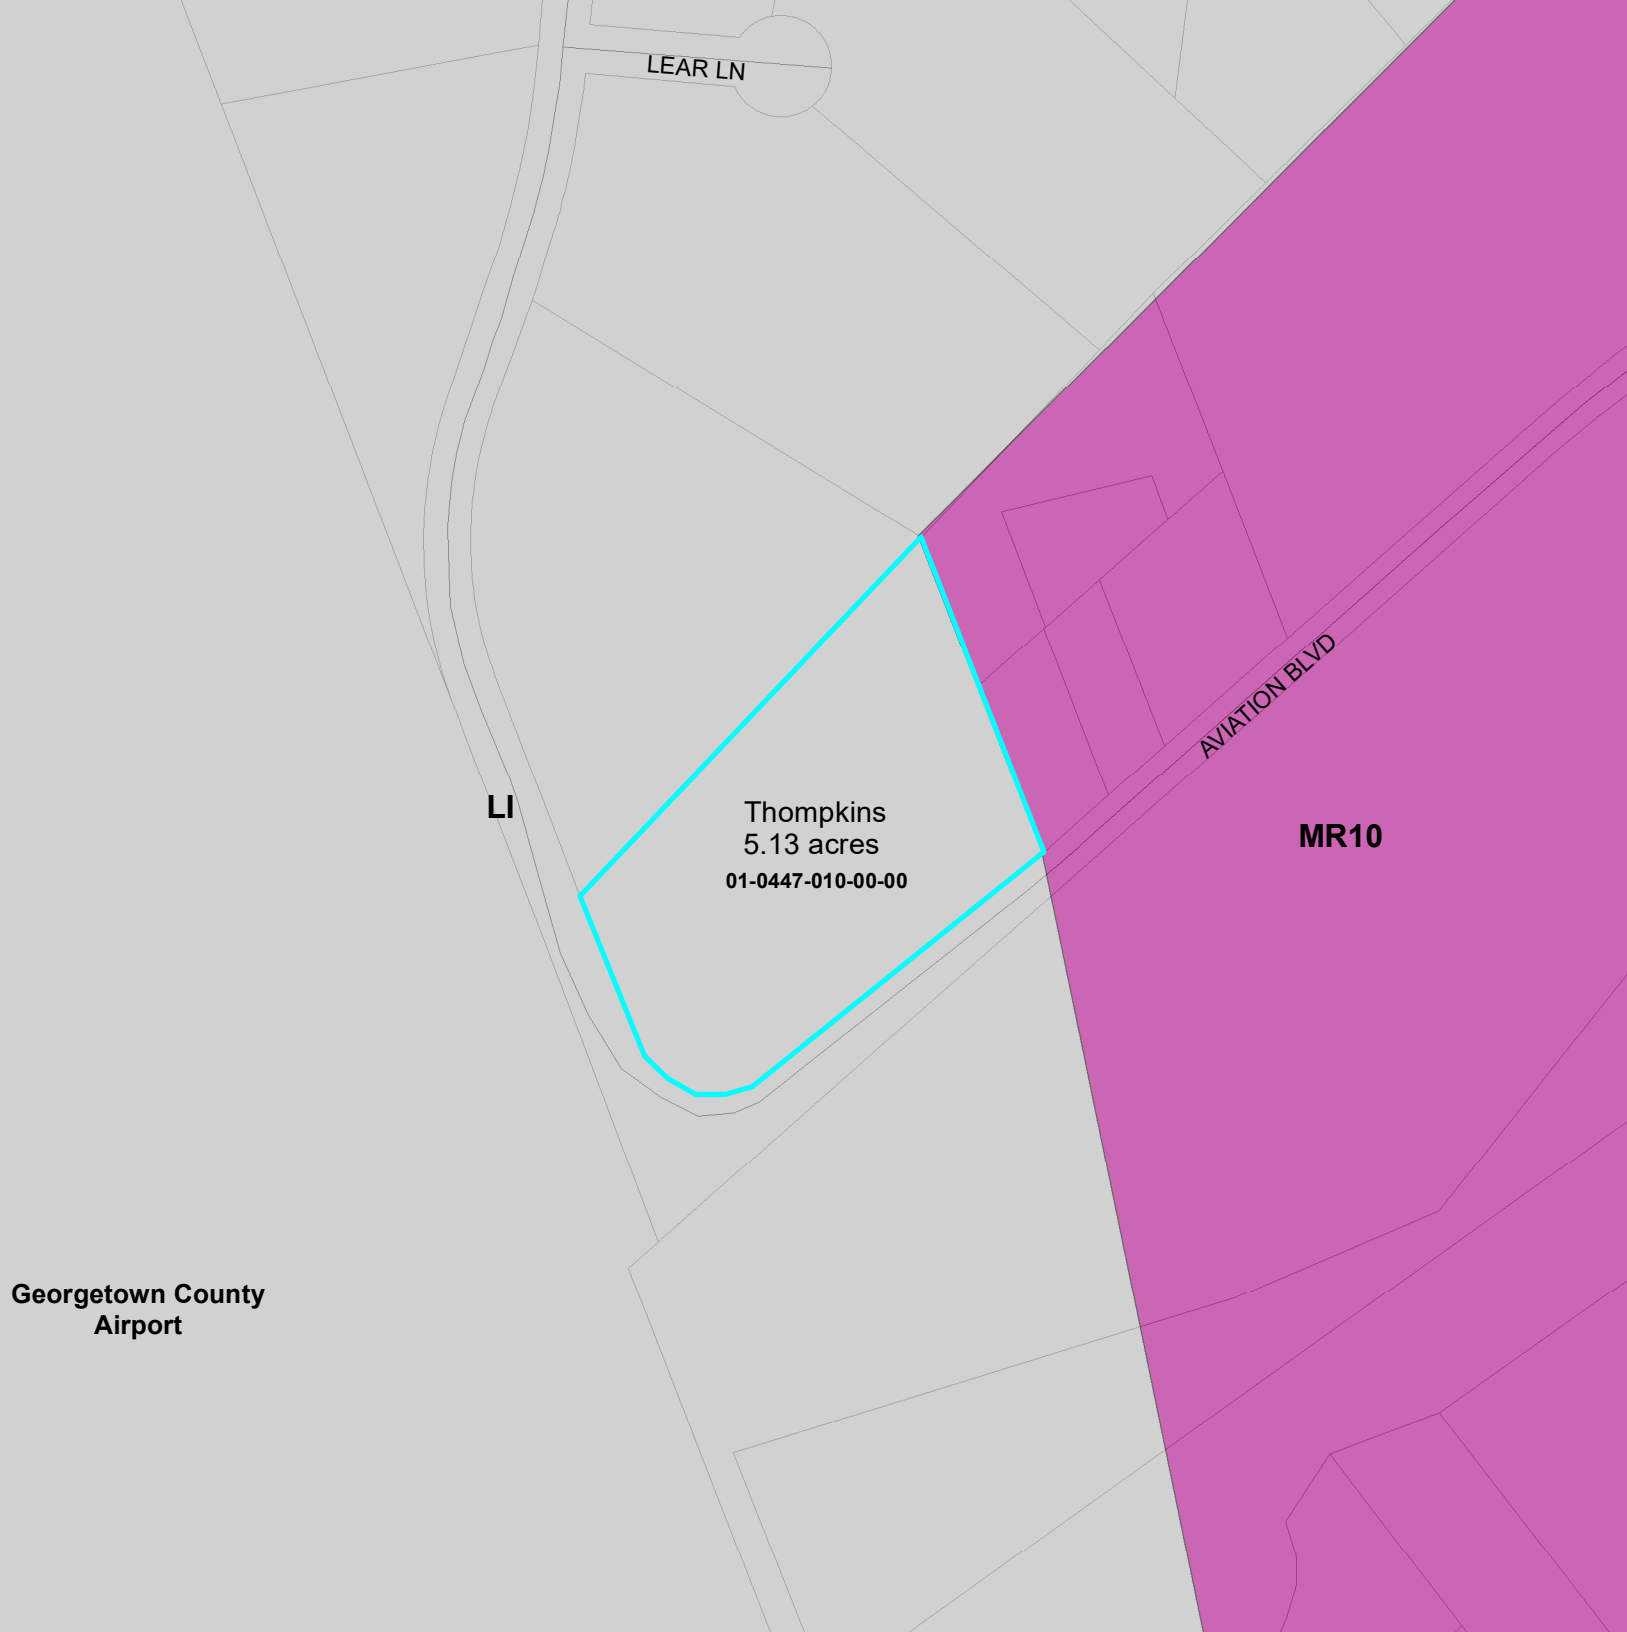 LEAR LN
AVIATION BLVD
LI
Thompkins
5.13 acres
01-0447-010-00-00
MR10
Georgetown County
Airport